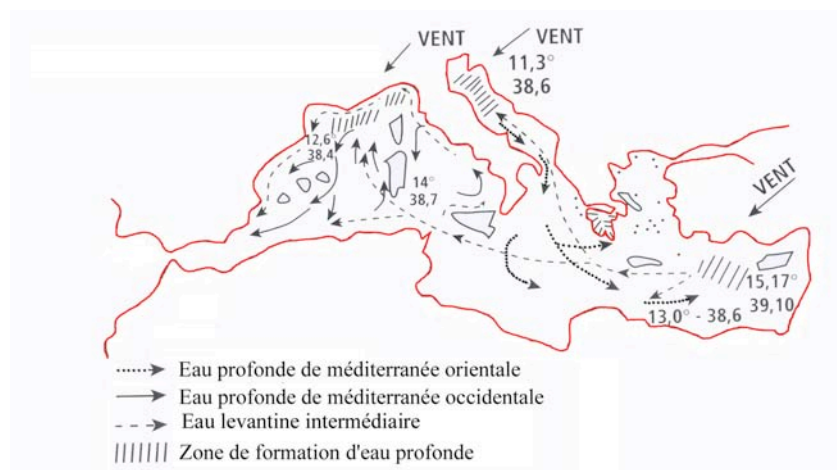 VENT
VENT
11,3°
38,6
12,6°
38,4
14°
38,7
VENT
15,17°
39,10
13,0° - 38,6
Eau profonde de méditerranée orientale
Eau profonde de méditerranée occidentale
Eau levantine intermédiaire
Zone de formation d'eau profonde